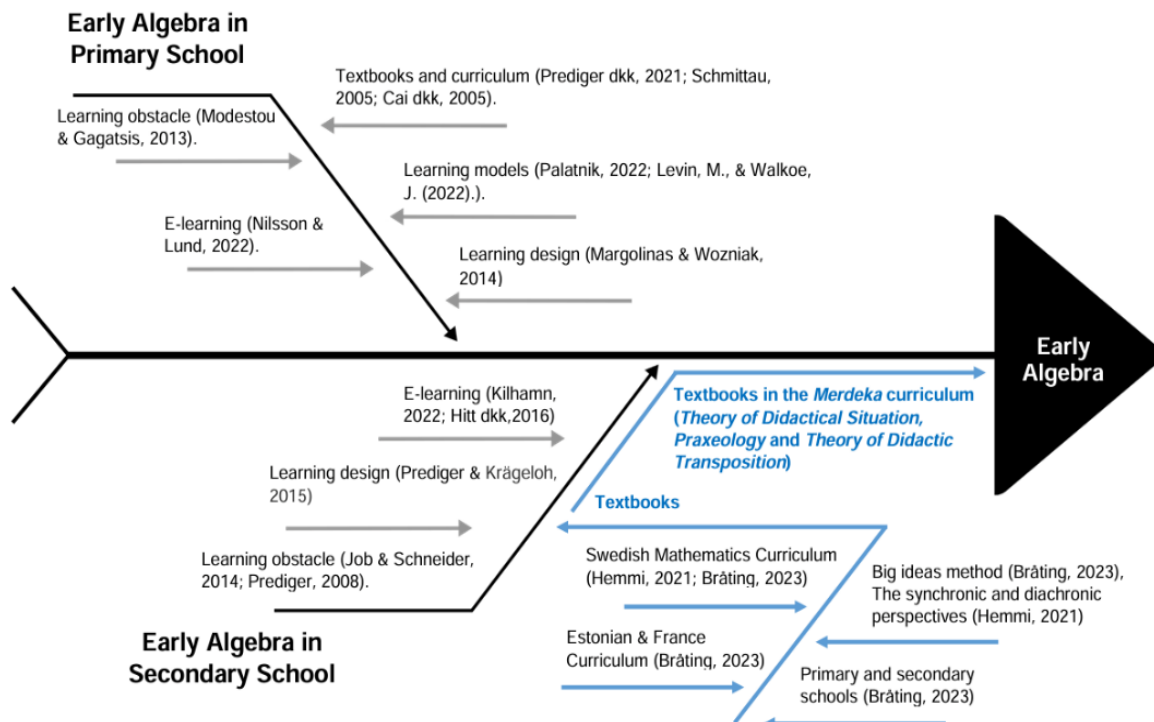 Early Algebra in
Primary School
Textbooks and curriculum (Prediger dkk, 2021; Schmittau,
2005; Cai dkk, 2005).
Learning obstacle (Modestou
& Gagatsis, 2013).
Learning models (Palatnik, 2022; Levin, M., & Walkoe,
J. (2022).).
E-learning (Nilsson &
Lund, 2022).
Learning design (Margolinas & Wozniak,
2014)
Early
Algebra
E-learning (Kilhamn,
2022; Hitt dkk,2016)
Textbooks in the Merdeka curriculum
(Theory of Didactical Situation,
Praxeology and Theory of Didactic
Transposition)
Learning design (Prediger & Krägeloh,
2015)
Textbooks
Learning obstacle (Job & Schneider,
2014; Prediger, 2008).
Swedish Mathematics Curriculum
(Hemmi, 2021; Bråting, 2023)
Big ideas method (Bråting, 2023),
The synchronic and diachronic
perspectives (Hemmi, 2021)
Early Algebra in
Secondary School
Estonian & France
Curriculum (Bråting, 2023)
Primary and secondary
schools (Bråting, 2023)